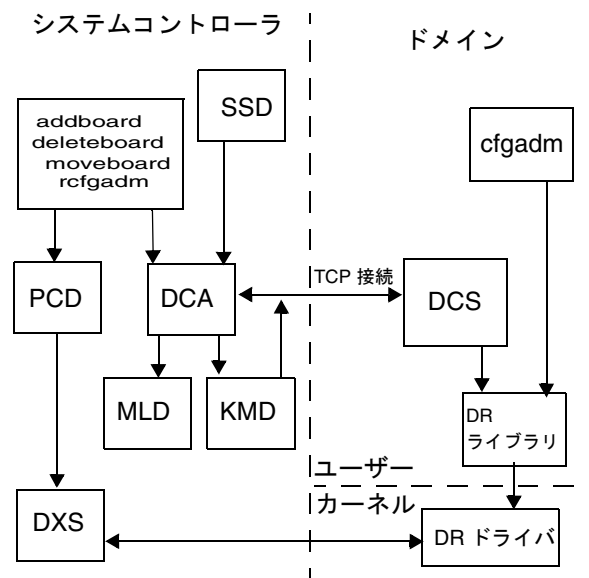 システムコントローラ
ドメイン
addboard
deleteboard
moveboard
rcfgadm
SSD
cfgadm
PCD
DCA
TCP 接続
DCS
MLD
KMD
DR
ライブラリ
ユーザー
カーネル
DXS
DR ドライバ